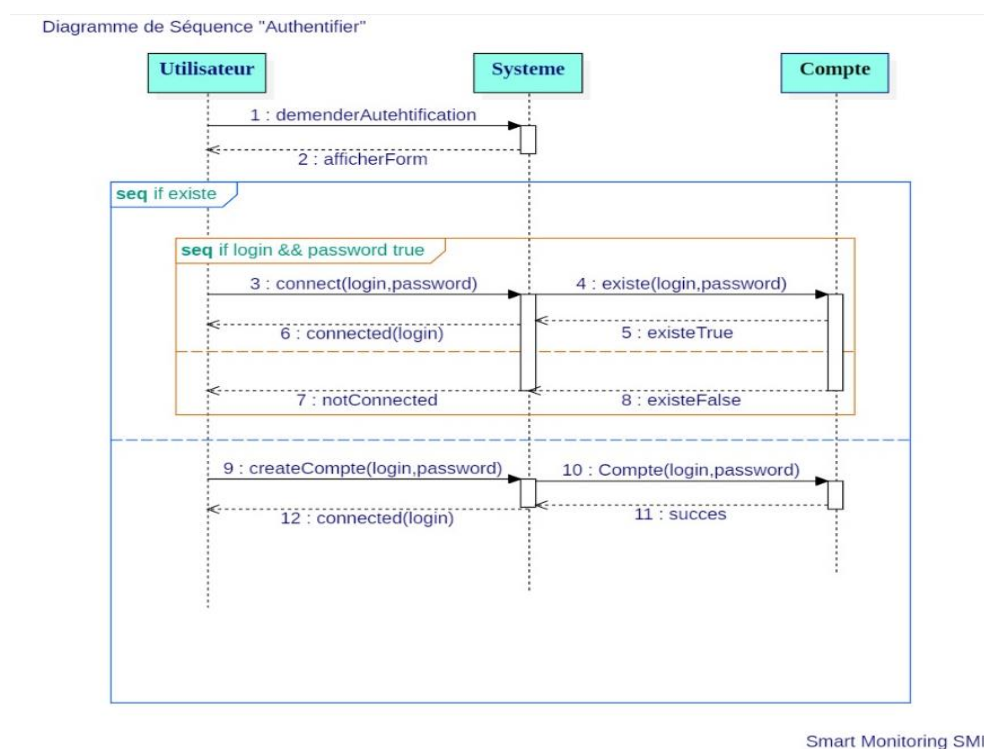 Diagramme de Séquence "Authentifier"
Utilisateur
Systeme
Compte
1 : demenderAutehtification
2 : afficherForm
seq if existe
seq if login && password true
3 : connect(login,password)
4 : existe(login,password)
6 : connected(login)
5 : existeTrue
7 : notConnected
8 : existeFalse
9 : createCompte(login,password)
10 : Compte(login,password)
12 : connected(login)
11 : succes
Smart Monitoring SMI